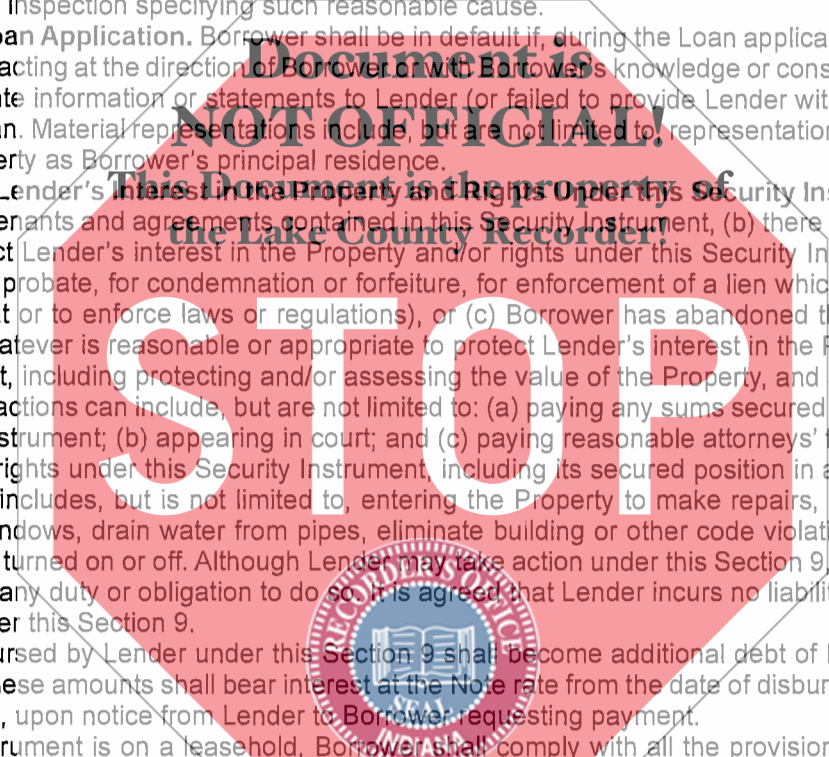 inspection specifying such reasonable cause.
an Application. Borrower shall be in default if, during the Loan applica
acting at the direction of Borrower or with Borrower's knowledge or cons
te information or statements to Lender (or failed to provide Lender wit
n. Material representations include, but are not limited to, representation
erty as Borrower's principal residence.
Lender's Interest in the Property and Rights Under this Security Ins
enants and agreements contained in this Security Instrument, (b) there
ct Lender's interest in the Property and/or rights under this Security In
probate, for condemnation or forfeiture, for enforcement of a lien whic
t or to enforce laws or regulations), or (c) Borrower has abandoned t
atever is reasonable or appropriate to protect Lender's interest in the P
t, including protecting and/or assessing the value of the Property, and
actions can include, but are not limited to: (a) paying any sums secured
strument; (b) appearing in court; and (c) paying reasonable attorneys' f
rights under this Security Instrument, including its secured position in a
includes, but is not limited to, entering the Property to make repairs,
ndows, drain water from pipes, eliminate building or other code violati
turned on or off. Although Lender may take action under this Section 9,
any duty or obligation to do so. It is agreed that Lender incurs no liabilit
er this Section 9.
ursed by Lender under this Section 9 shall become additional debt of
ese amounts shall bear interest at the Note rate from the date of disbur
, upon notice from Lender to Borrower requesting payment.
rument is on a leasehold, Borrower shall comply with all the provision
Document is
NOT OFFICIAL!
This Document is the property of
the Lake County Recorder!
STOP
RECORDER'S OFFICE
SEAL
INDIANA